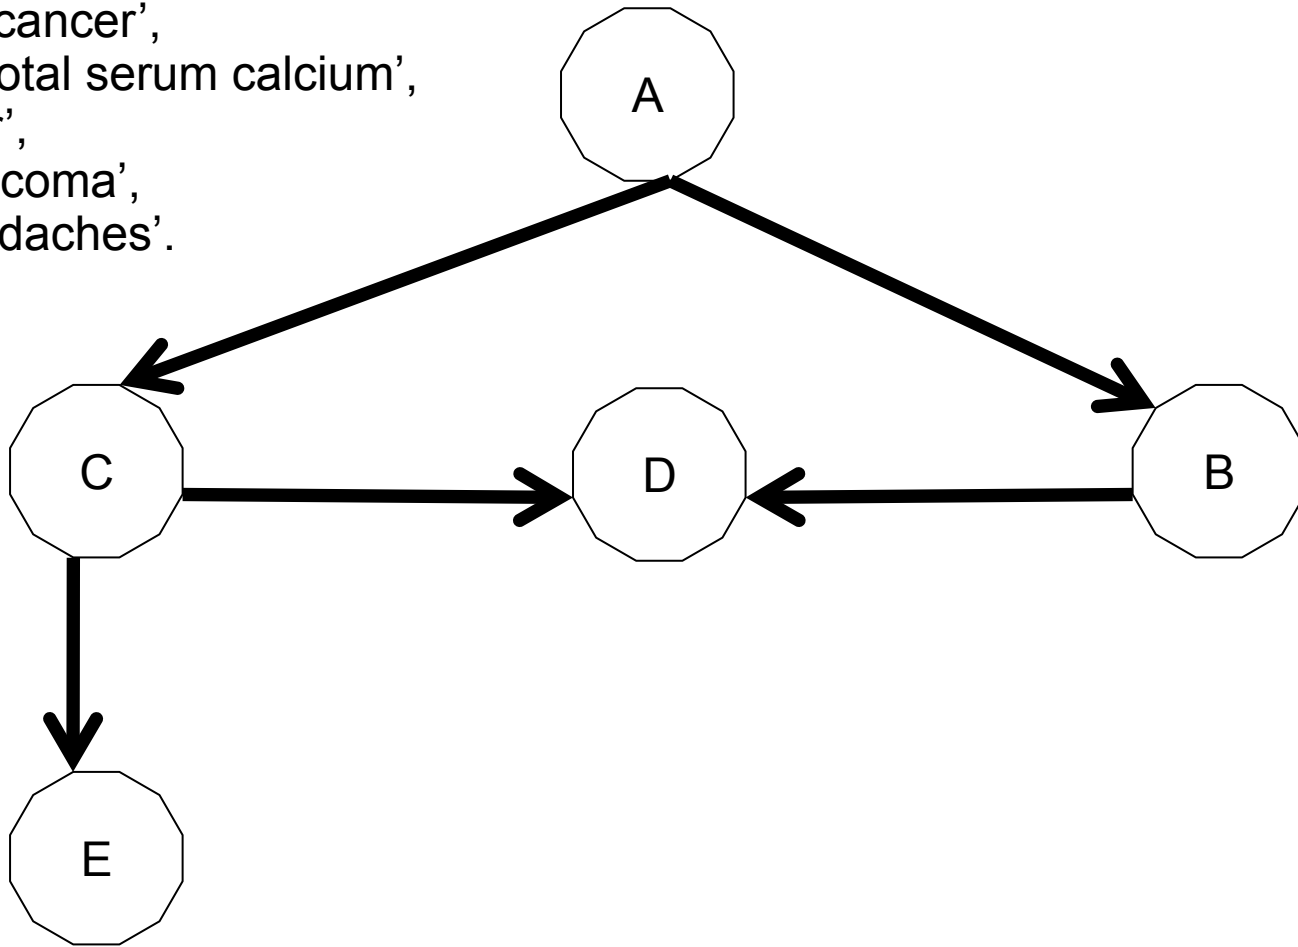 cancer’,
otal serum calcium’,
’,
coma’,
daches’.
A
C
D
B
E